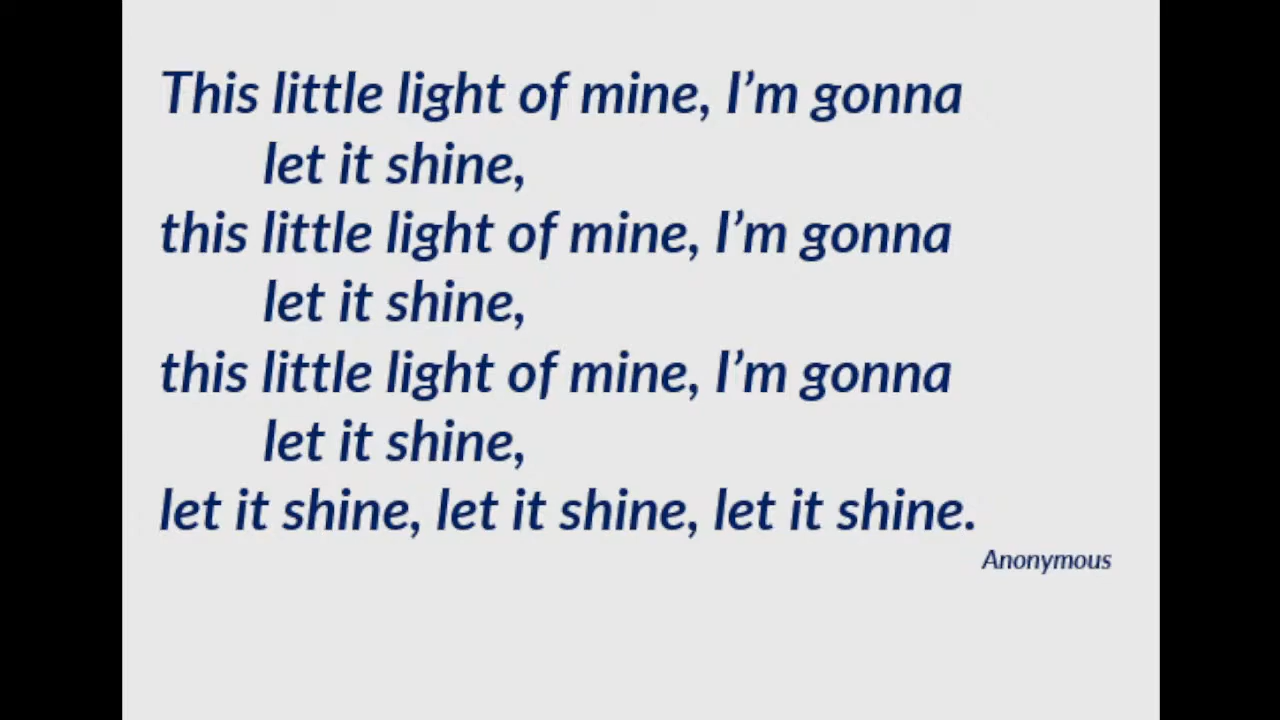 This little light of mine, I’m gonna
let it shine,
this little light of mine, I’m gonna
let it shine,
this little light of mine, I’m gonna
let it shine,
let it shine, let it shine, let it shine.
Anonymous